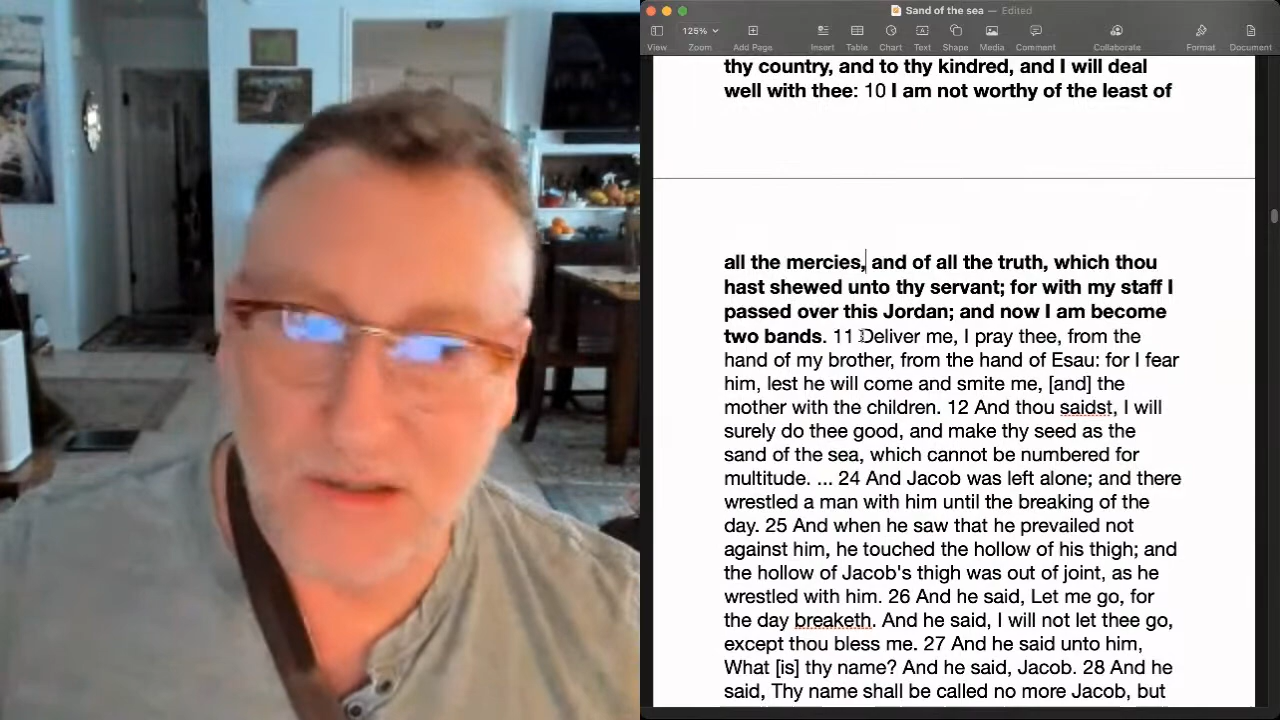 Sand of the sea — Edited
125%
View Zoom Add Page Insert Table Chart Text Shape Media Comment Collaborate Format Document
thy country, and to thy kindred, and I will deal
well with thee: 10 I am not worthy of the least of
all the mercies, and of all the truth, which thou
hast shewed unto thy servant; for with my staff I
passed over this Jordan; and now I am become
two bands. 11 Deliver me, I pray thee, from the
hand of my brother, from the hand of Esau: for I fear
him, lest he will come and smite me, [and] the
mother with the children. 12 And thou saidst, I will
surely do thee good, and make thy seed as the
sand of the sea, which cannot be numbered for
multitude. ... 24 And Jacob was left alone; and there
wrestled a man with him until the breaking of the
day. 25 And when he saw that he prevailed not
against him, he touched the hollow of his thigh; and
the hollow of Jacob's thigh was out of joint, as he
wrestled with him. 26 And he said, Let me go, for
the day breaketh. And he said, I will not let thee go,
except thou bless me. 27 And he said unto him,
What [is] thy name? And he said, Jacob. 28 And he
said, Thy name shall be called no more Jacob, but